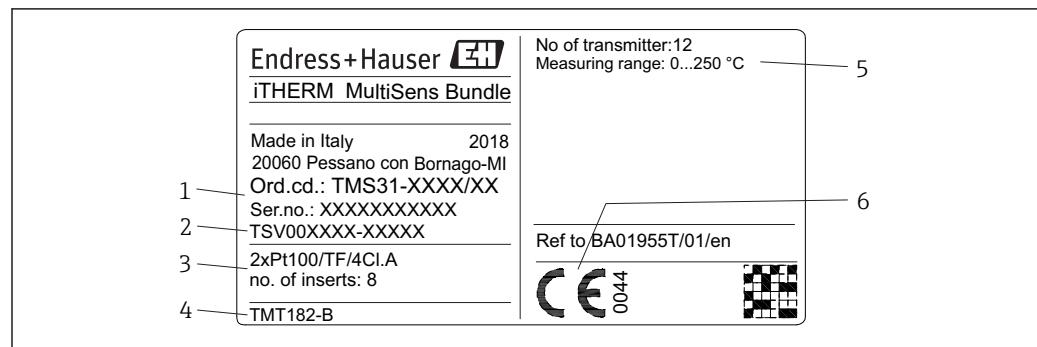 Endress+Hauser EH
iTHERM MultiSens Bundle
Made in Italy 2018
20060 Pessano con Bornago-MI
Ord.cd.: TMS31-XXXX/XX
Ser.no.: XXXXXXXXXXX
TSV00XXXX-XXXXX
2xPt100/TF/4Cl.A
no. of inserts: 8
TMT182-B
No of transmitter:12
Measuring range: 0...250 °C
Ref to BA01955T/01/en
CE 0044
1
2
3
4
5
6